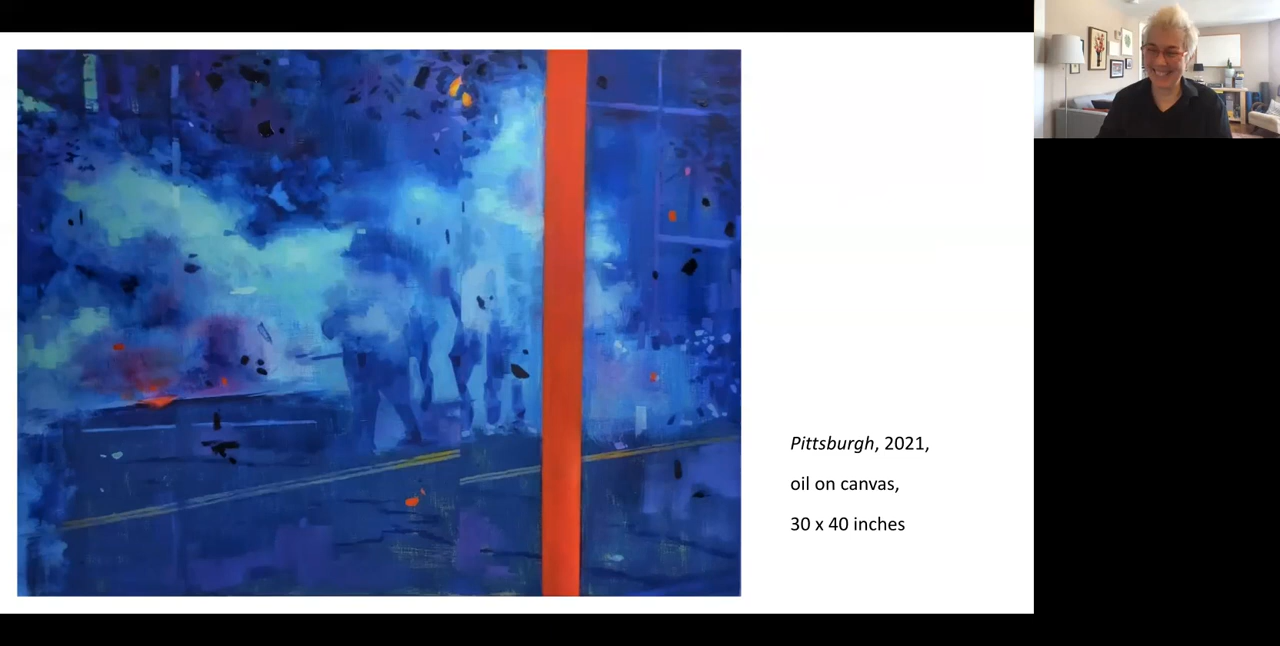 Pittsburgh, 2021,
oil on canvas,
30 x 40 inches